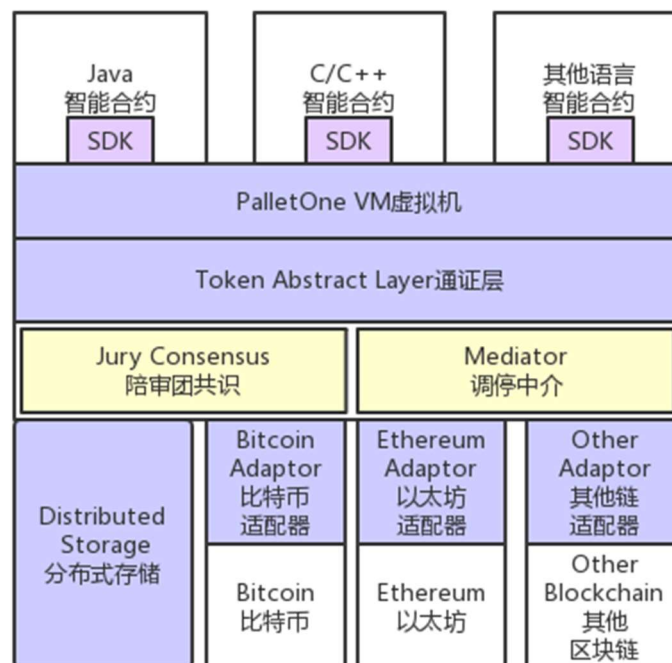 Java
智能合约
SDK
C/C++
智能合约
SDK
其他语言
智能合约
SDK
PalletOne VM虚拟机
Token Abstract Layer通证层
Jury Consensus
陪审团共识
Mediator
调停中介
Distributed
Storage
分布式存储
Bitcoin
Adaptor
比特币
适配器
Ethereum
Adaptor
以太坊
适配器
Other
Adaptor
其他链
适配器
Bitcoin
比特币
Ethereum
以太坊
Other
Blockchain
其他
区块链